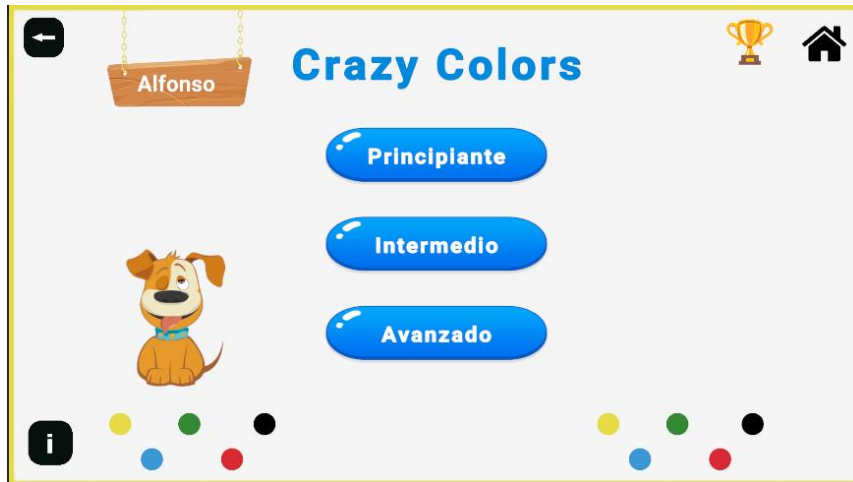 Alfonso
Crazy Colors
Principiante
Intermedio
Avanzado
i